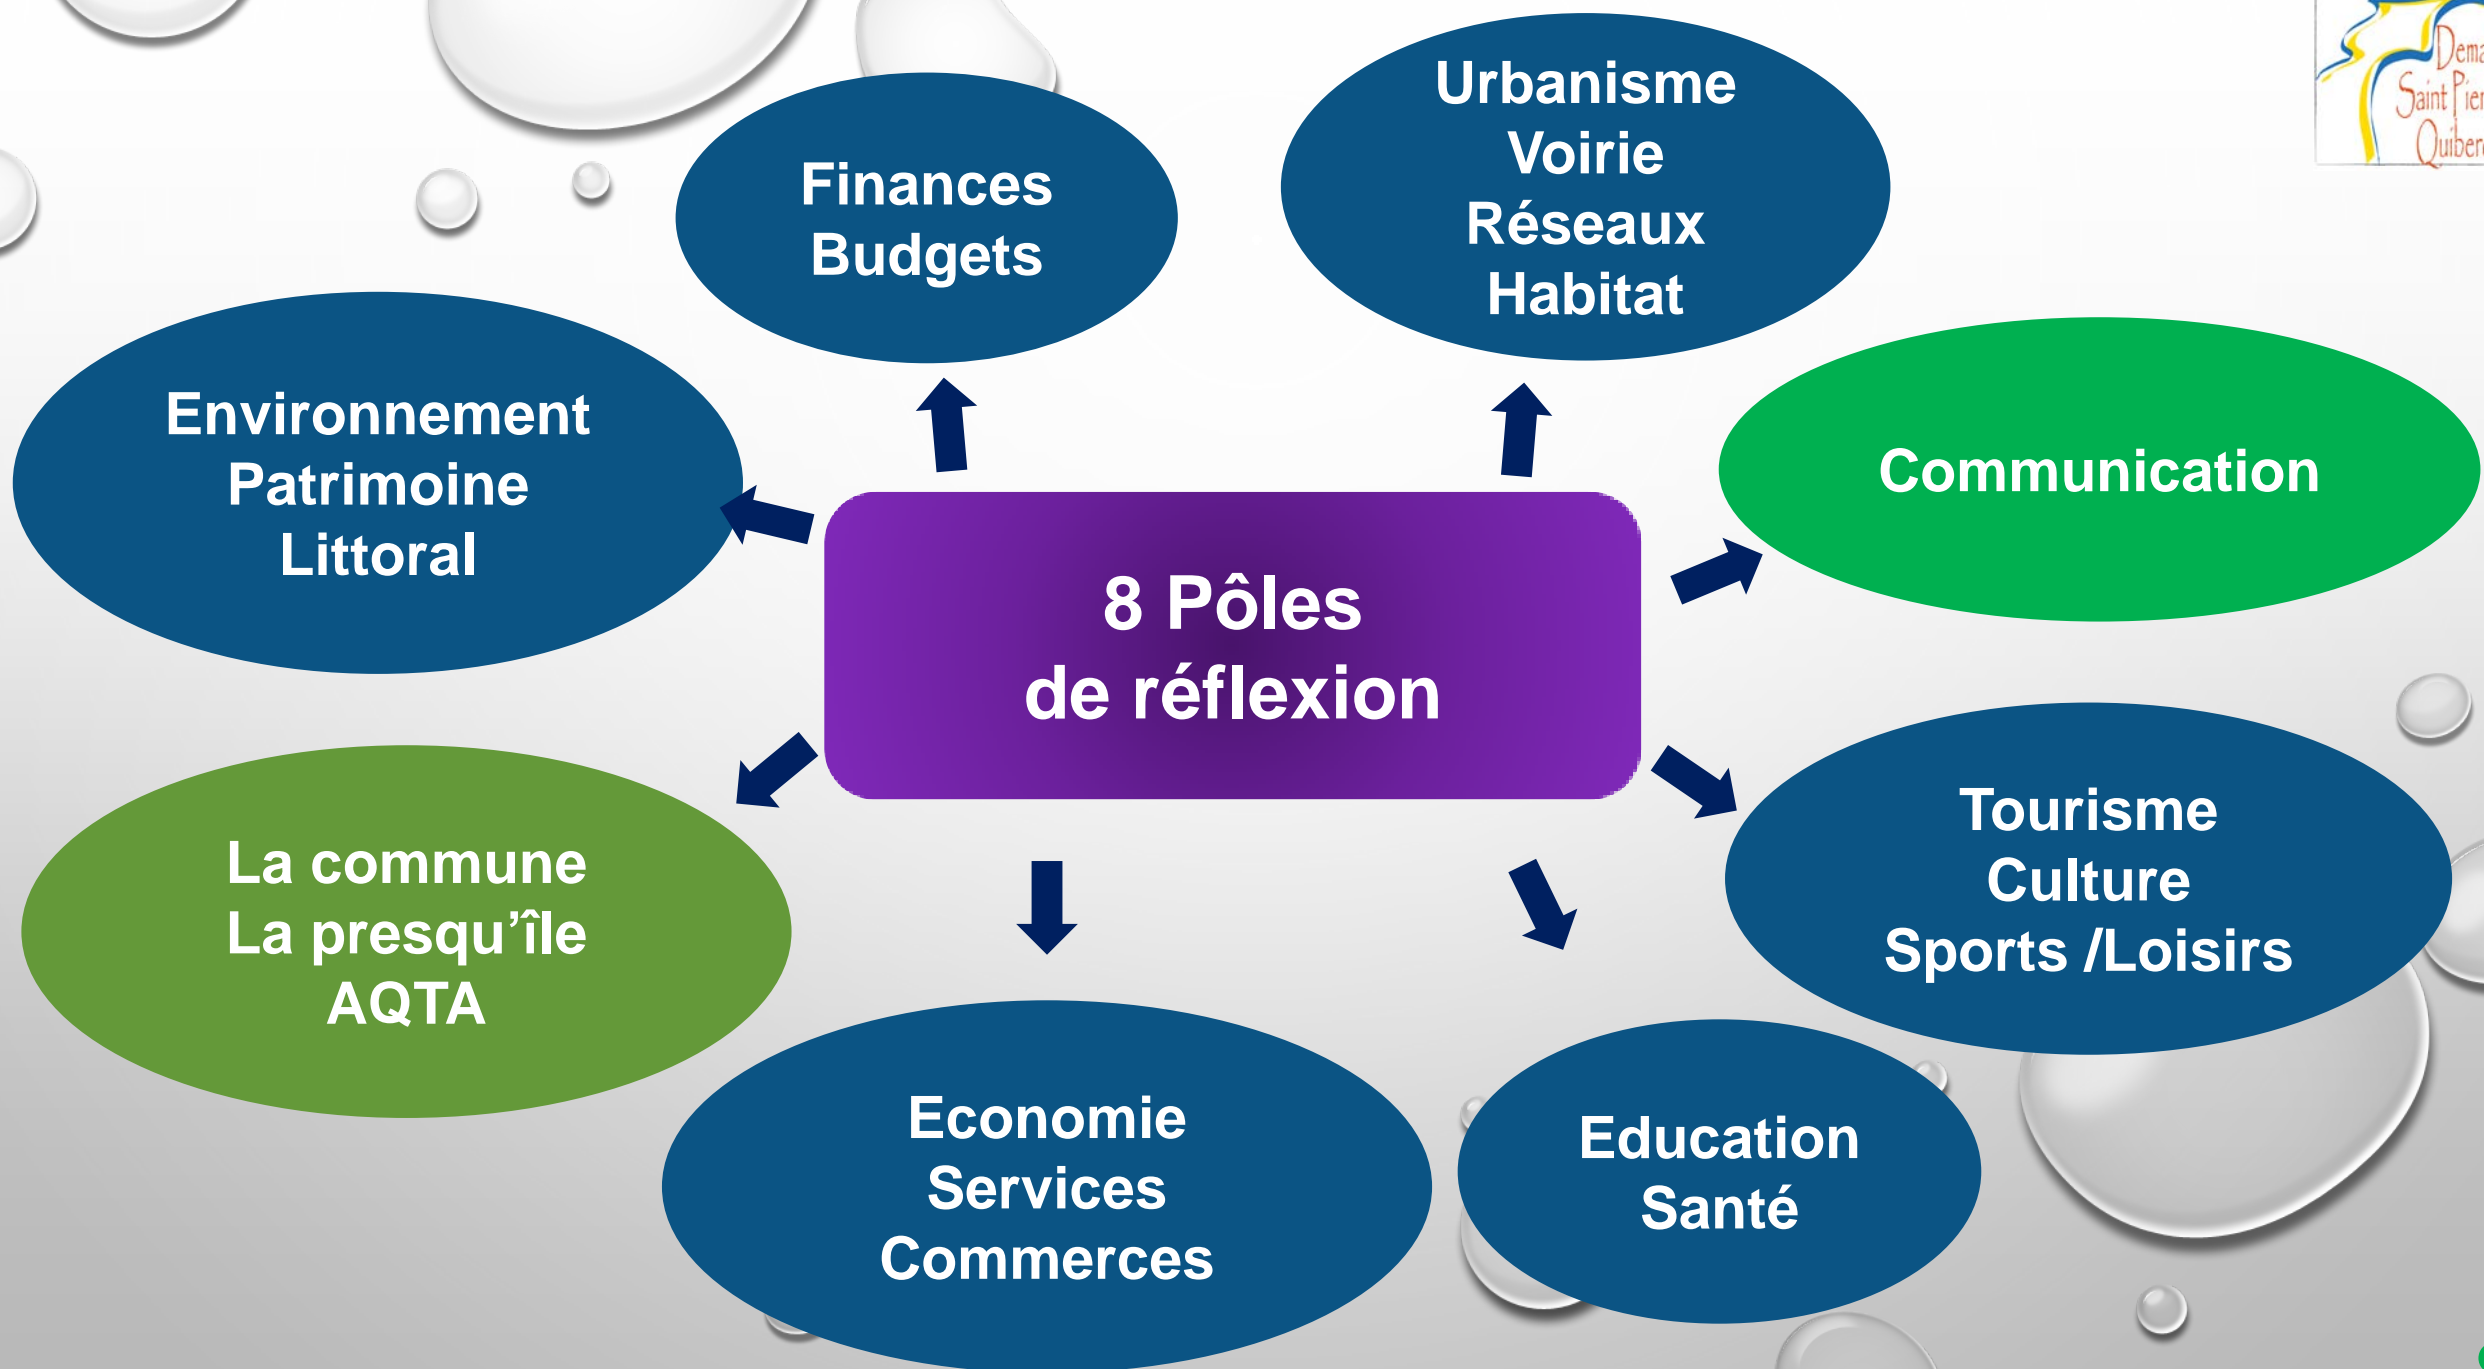 Finances
Budgets
Urbanisme
Voirie
Réseaux
Habitat
Environnement
Patrimoine
Littoral
Communication
8 Pôles
de réflexion
La commune
La presqu’île
AQTA
Tourisme
Culture
Sports /Loisirs
Economie
Services
Commerces
Education
Santé
Saint